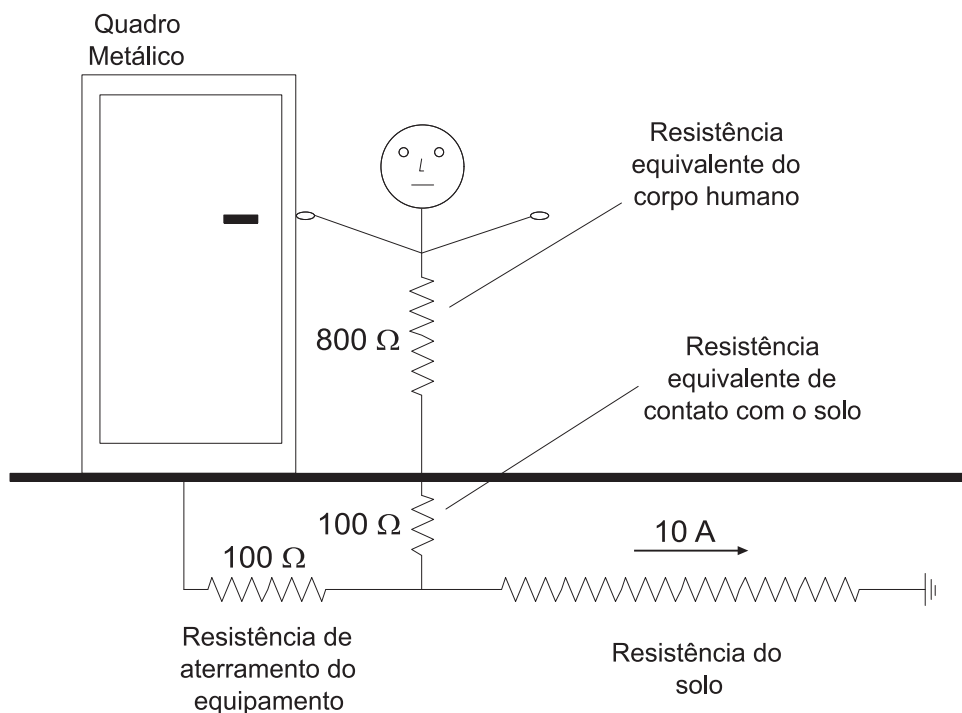 Quadro
Metálico
Resistência
equivalente do
corpo humano
800 Ω
Resistência
equivalente de
contato com o solo
100 Ω
10 A
100 Ω
Resistência de
aterramento do
equipamento
Resistência do
solo